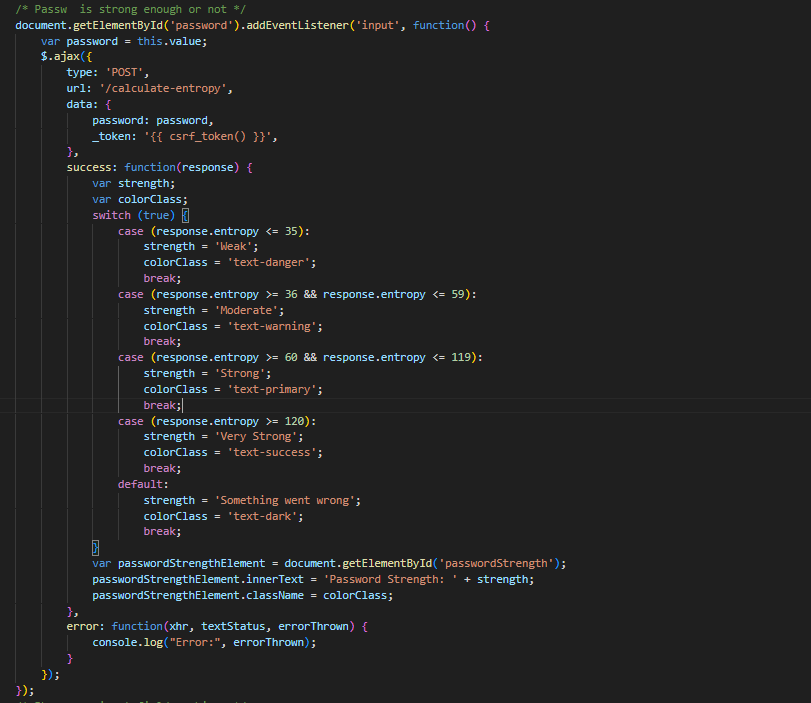 /* Passw  is strong enough or not */
document.getElementById('password').addEventListener('input', function() {
    var password = this.value;
    $.ajax({
        type: 'POST',
        url: '/calculate-entropy',
        data: {
            password: password,
            _token: '{{ csrf_token() }}',
        },
        success: function(response) {
            var strength;
            var colorClass;
            switch (true) {
                case (response.entropy <= 35):
                    strength = 'Weak';
                    colorClass = 'text-danger';
                    break;
                case (response.entropy >= 36 && response.entropy <= 59):
                    strength = 'Moderate';
                    colorClass = 'text-warning';
                    break;
                case (response.entropy >= 60 && response.entropy <= 119):
                    strength = 'Strong';
                    colorClass = 'text-primary';
                    break;
                case (response.entropy >= 120):
                    strength = 'Very Strong';
                    colorClass = 'text-success';
                    break;
                default:
                    strength = 'Something went wrong';
                    colorClass = 'text-dark';
                    break;
            }
            var passwordStrengthElement = document.getElementById('passwordStrength');
            passwordStrengthElement.innerText = 'Password Strength: ' + strength;
            passwordStrengthElement.className = colorClass;
        },
        error: function(xhr, textStatus, errorThrown) {
            console.log("Error:", errorThrown);
        }
    });
});